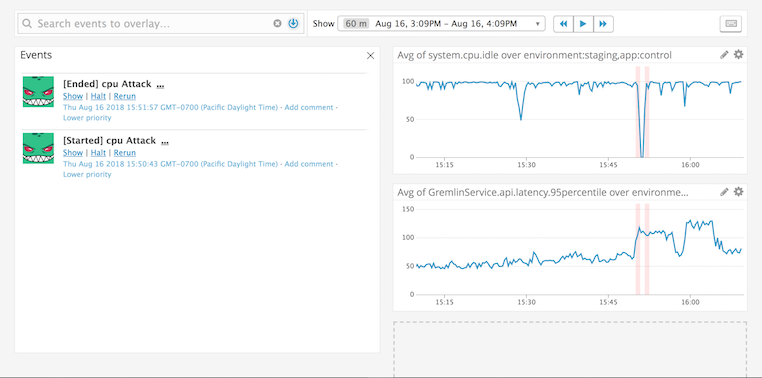 Search events to overlay...
Show 60 m Aug 16, 3:09PM – Aug 16, 4:09PM
Events
[Ended] cpu Attack ...
Show | Halt | Rerun
Thu Aug 16 2018 15:51:57 GMT-0700 (Pacific Daylight Time) · Add comment ·
Lower priority
[Started] cpu Attack ...
Show | Halt | Rerun
Thu Aug 16 2018 15:50:43 GMT-0700 (Pacific Daylight Time) · Add comment ·
Lower priority
Avg of system.cpu.idle over environment:staging,app:control
100
50
0
15:15 15:30 15:45 16:00
Avg of GremlinService.api.latency.95percentile over environme...
150
100
50
0
15:15 15:30 15:45 16:00